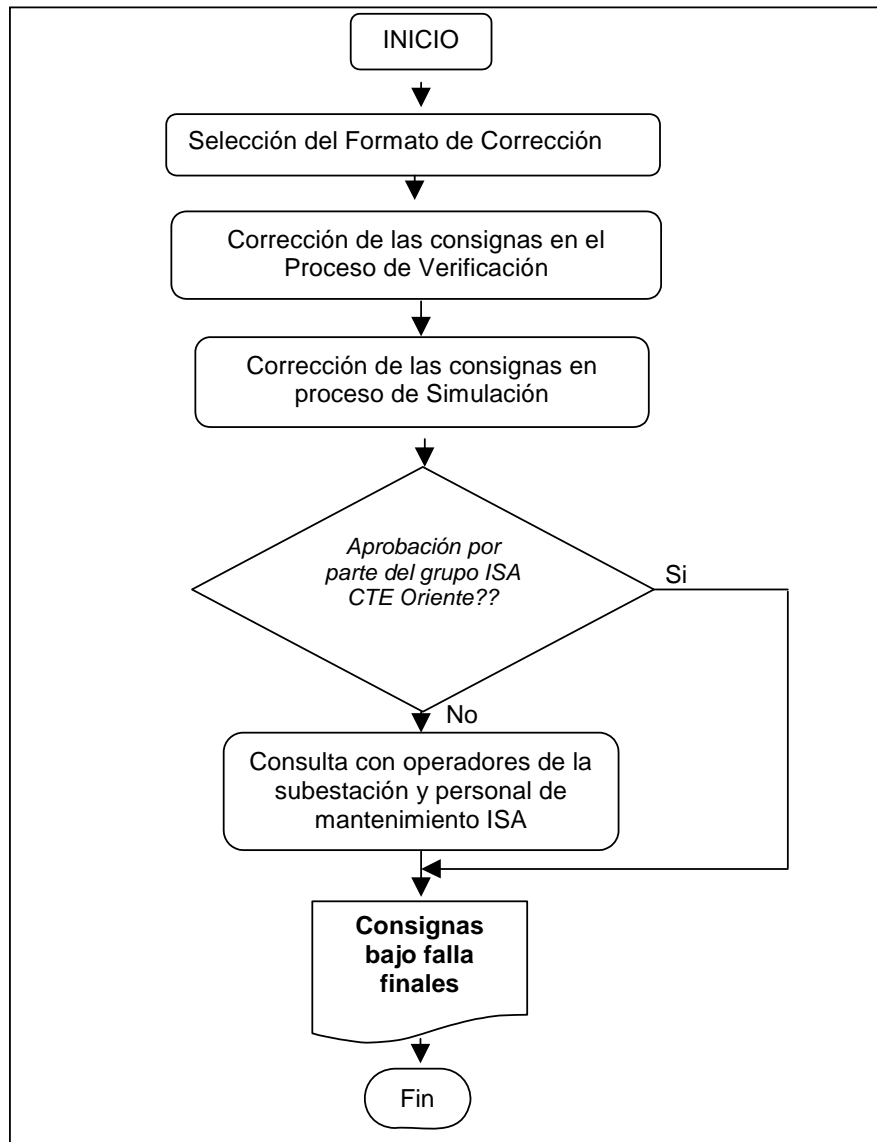 INICIO
Selección del Formato de Corrección
Corrección de las consignas en el
Proceso de Verificación
Corrección de las consignas en
proceso de Simulación
Aprobación por
parte del grupo ISA
CTE Oriente??
Si
No
Consulta con operadores de la
subestación y personal de
mantenimiento ISA
Consignas
bajo falla
finales
Fin